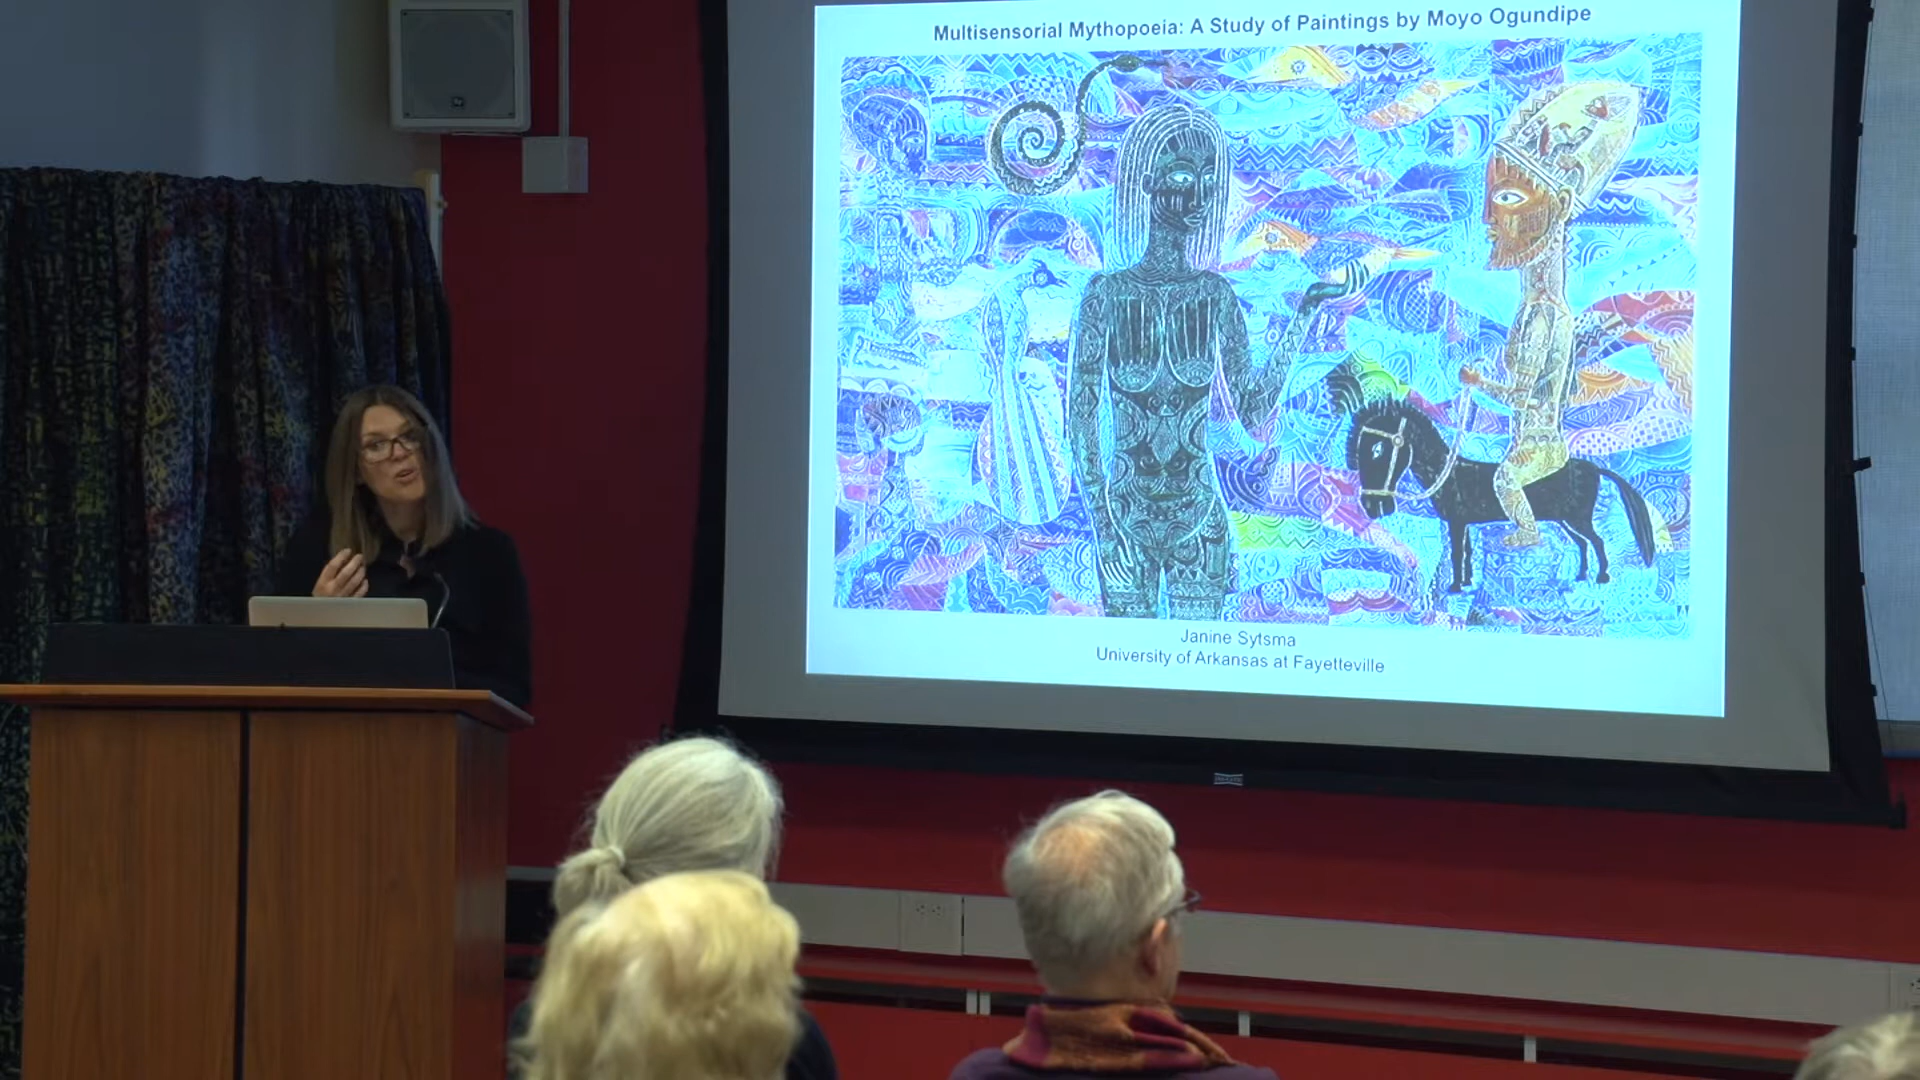 Multisensorial Mythopoeia: A Study of Paintings by Moyo Ogundipe
Janine Sytsma
University of Arkansas at Fayetteville